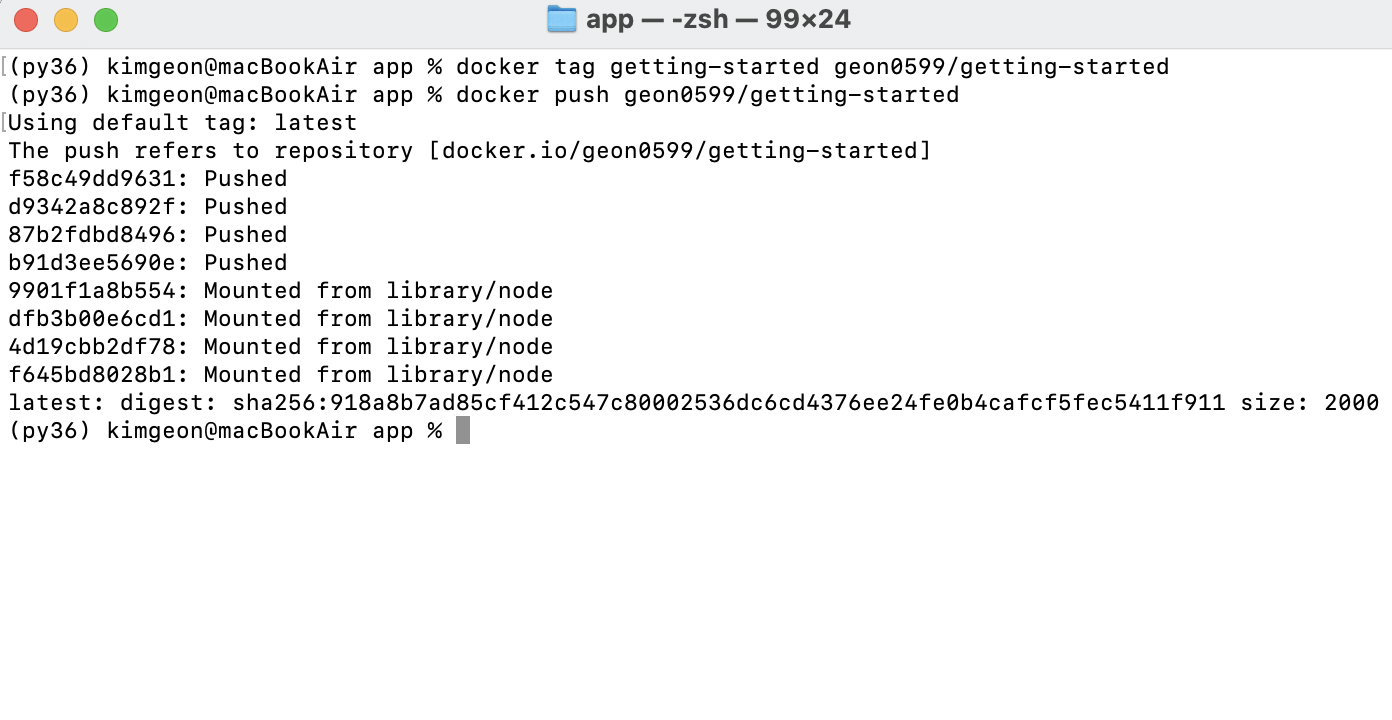 app — -zsh — 99×24
[(py36) kimgeon@macBookAir app % docker tag getting-started geon0599/getting-started
(py36) kimgeon@macBookAir app % docker push geon0599/getting-started
[Using default tag: latest
The push refers to repository [docker.io/geon0599/getting-started]
f58c49dd9631: Pushed
d9342a8c892f: Pushed
87b2fdbd8496: Pushed
b91d3ee5690e: Pushed
9901f1a8b554: Mounted from library/node
dfb3b00e6cd1: Mounted from library/node
4d19cbb2df78: Mounted from library/node
f645bd8028b1: Mounted from library/node
latest: digest: sha256:918a8b7ad85cf412c547c80002536dc6cd4376ee24fe0b4cafcf5fec5411f911 size: 2000
(py36) kimgeon@macBookAir app %